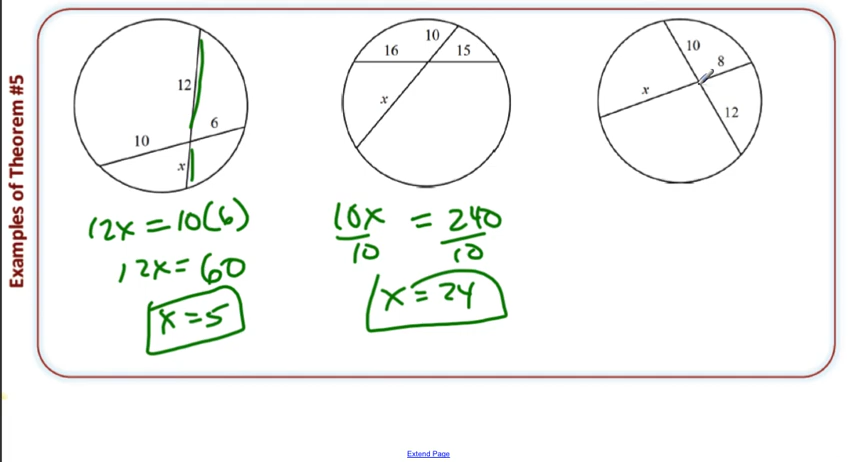 Examples of Theorem #5
12
6
10
x
12x = 10(6)
12x = 60
x = 5
10
16
15
x
10x = 240
10 10
x = 24
10
8
x
12
Extend Page